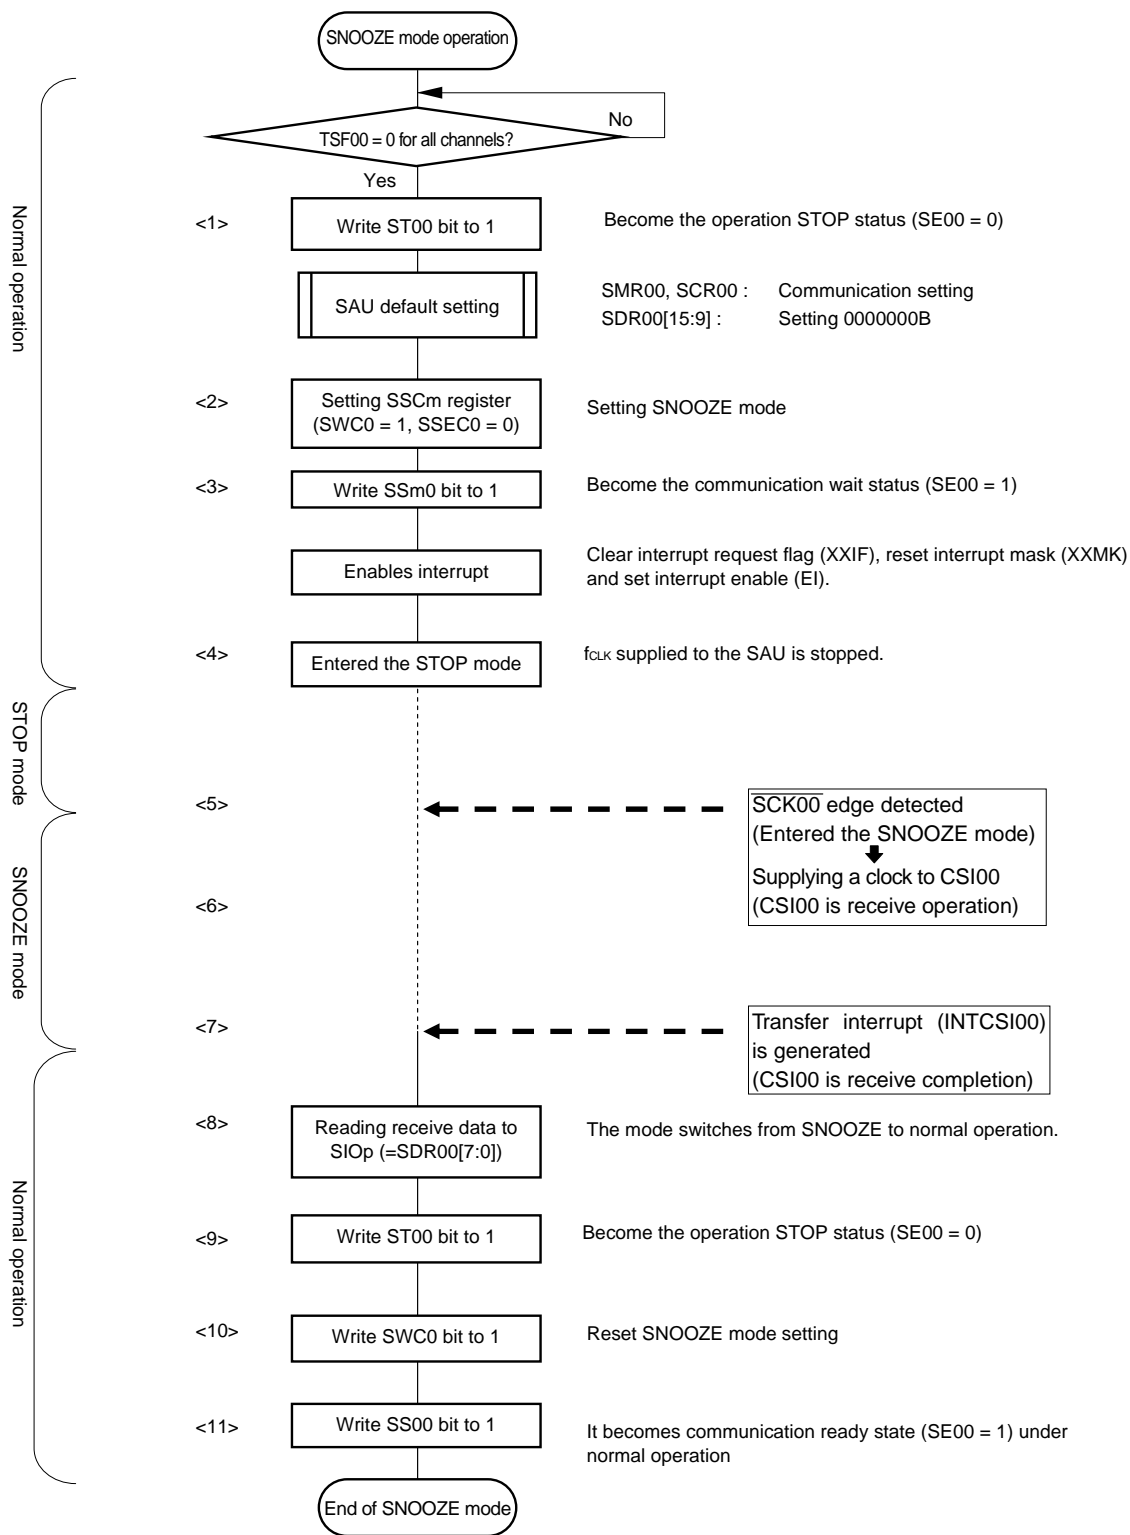 SNOOZE mode operation
No
TSF00 = 0 for all channels?
Yes
Normal operation
<1>
Write ST00 bit to 1
Become the operation STOP status (SE00 = 0)
SAU default setting
SMR00, SCR00 : Communication setting
SDR00[15:9] : Setting 0000000B
<2>
Setting SSCm register
(SWC0 = 1, SSEC0 = 0)
Setting SNOOZE mode
<3>
Write SSm0 bit to 1
Become the communication wait status (SE00 = 1)
Enables interrupt
Clear interrupt request flag (XXIF), reset interrupt mask (XXMK)
and set interrupt enable (EI).
<4>
Entered the STOP mode
fCLK supplied to the SAU is stopped.
STOP mode
<5>
SCK00 edge detected
(Entered the SNOOZE mode)
Supplying a clock to CSI00
(CSI00 is receive operation)
SNOOZE mode
<6>
<7>
Transfer interrupt (INTCSI00)
is generated
(CSI00 is receive completion)
Normal operation
<8>
Reading receive data to
SIOp (=SDR00[7:0])
The mode switches from SNOOZE to normal operation.
<9>
Write ST00 bit to 1
Become the operation STOP status (SE00 = 0)
<10>
Write SWC0 bit to 1
Reset SNOOZE mode setting
<11>
Write SS00 bit to 1
It becomes communication ready state (SE00 = 1) under
normal operation
End of SNOOZE mode